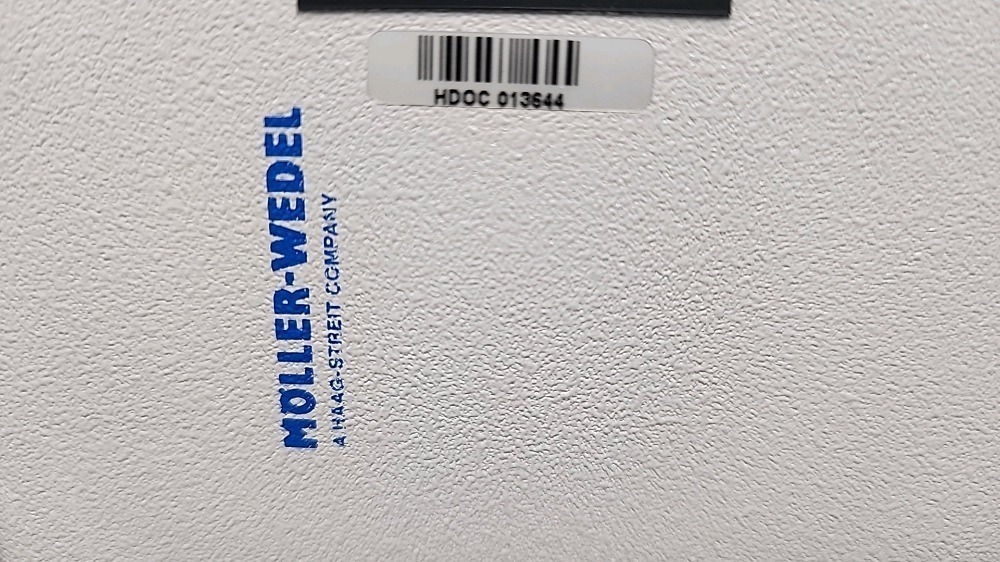 HDOC 013644
MÖLLER-WEDEL
A HAAG-STREIT COMPANY